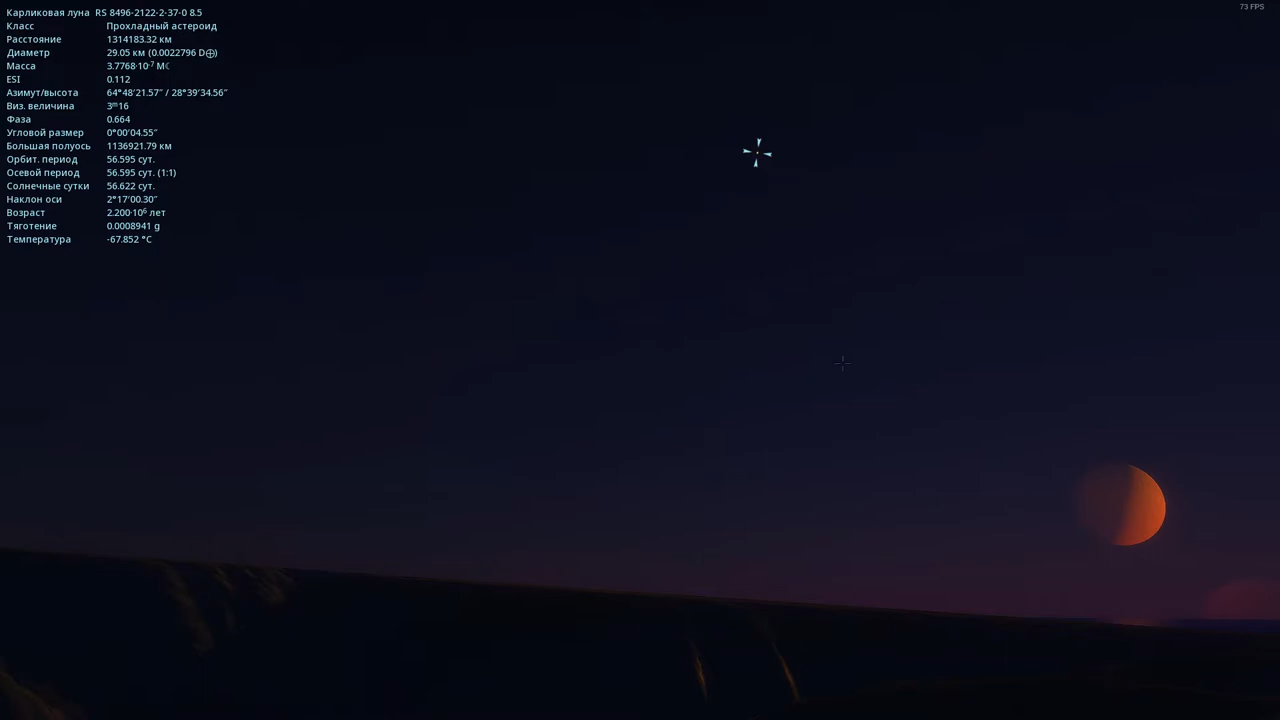 73 FPS
Карликовая луна RS 8496-2122-2-37-0 8.5
Класс Прохладный астероид
Расстояние 1314183.32 км
Диаметр 29.05 км (0.0022796 D⊕)
Масса 3.7768·10⁻⁷ M☾
ESI 0.112
Азимут/высота 64°48′21.57″ / 28°39′34.56″
Виз. величина 3ᵐ16
Фаза 0.664
Угловой размер 0°00′04.55″
Большая полуось 1136921.79 км
Орбит. период 56.595 сут.
Осевой период 56.595 сут. (1:1)
Солнечные сутки 56.622 сут.
Наклон оси 2°17′00.30″
Возраст 2.200·10⁶ лет
Тяготение 0.0008941 g
Температура -67.852 °C